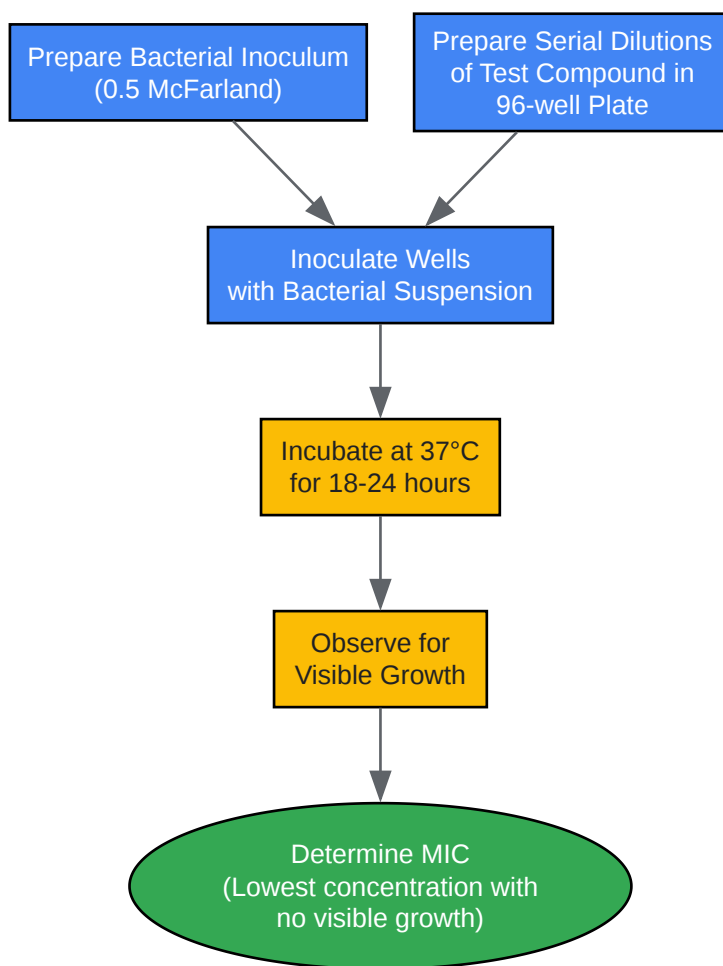 Prepare Bacterial Inoculum
(0.5 McFarland)
Prepare Serial Dilutions
of Test Compound in
96-well Plate
Inoculate Wells
with Bacterial Suspension
Incubate at 37°C
for 18-24 hours
Observe for
Visible Growth
Determine MIC
(Lowest concentration with
no visible growth)